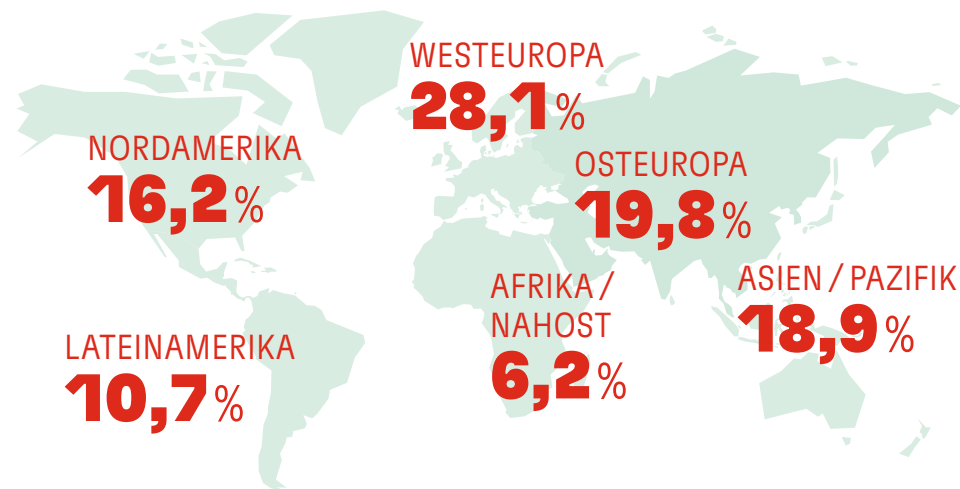 WESTEUROPA
28,1 %
NORDAMERIKA
16,2 %
OSTEUROPA
19,8 %
AFRIKA /
NAHOST
6,2 %
ASIEN / PAZIFIK
18,9 %
LATEINAMERIKA
10,7 %